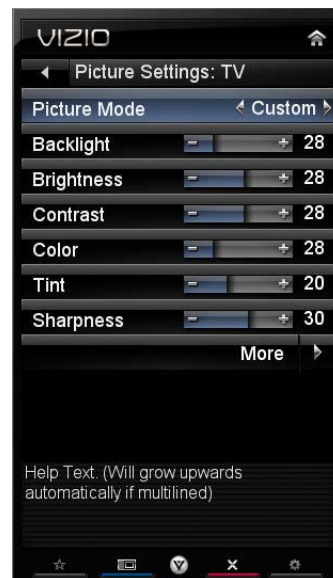 VIZIO
Picture Settings: TV
Picture Mode Custom
Backlight - + 28
Brightness - + 28
Contrast - + 28
Color - + 28
Tint - + 20
Sharpness - + 30
More
Help Text. (Will grow upwards
automatically if multilined)
V X